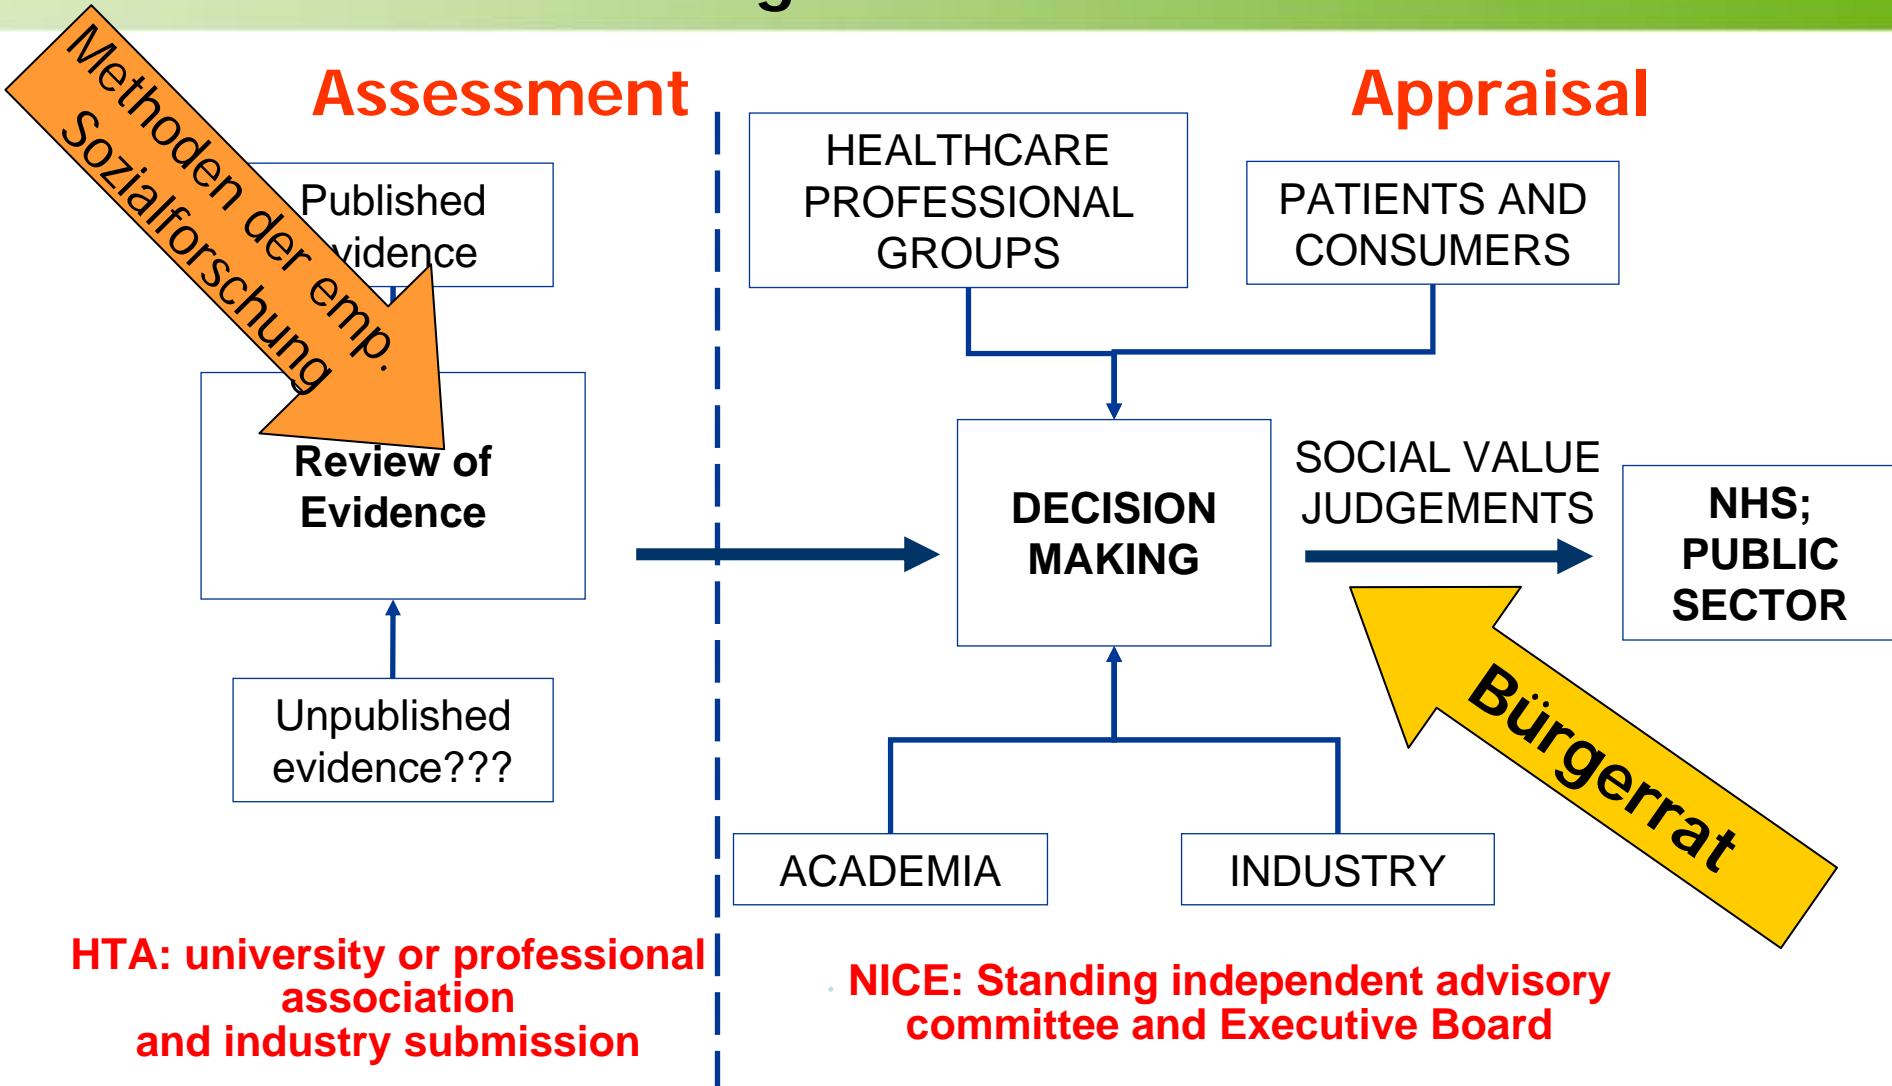 Assessment
Appraisal
Methoden der emp.
Sozialforschung
Published
evidence
Review of
Evidence
Unpublished
evidence???
HTA: university or professional
association
and industry submission
HEALTHCARE
PROFESSIONAL
GROUPS
PATIENTS AND
CONSUMERS
DECISION
MAKING
SOCIAL VALUE
JUDGEMENTS
NHS;
PUBLIC
SECTOR
Bürgerrat
ACADEMIA
INDUSTRY
NICE: Standing independent advisory
committee and Executive Board